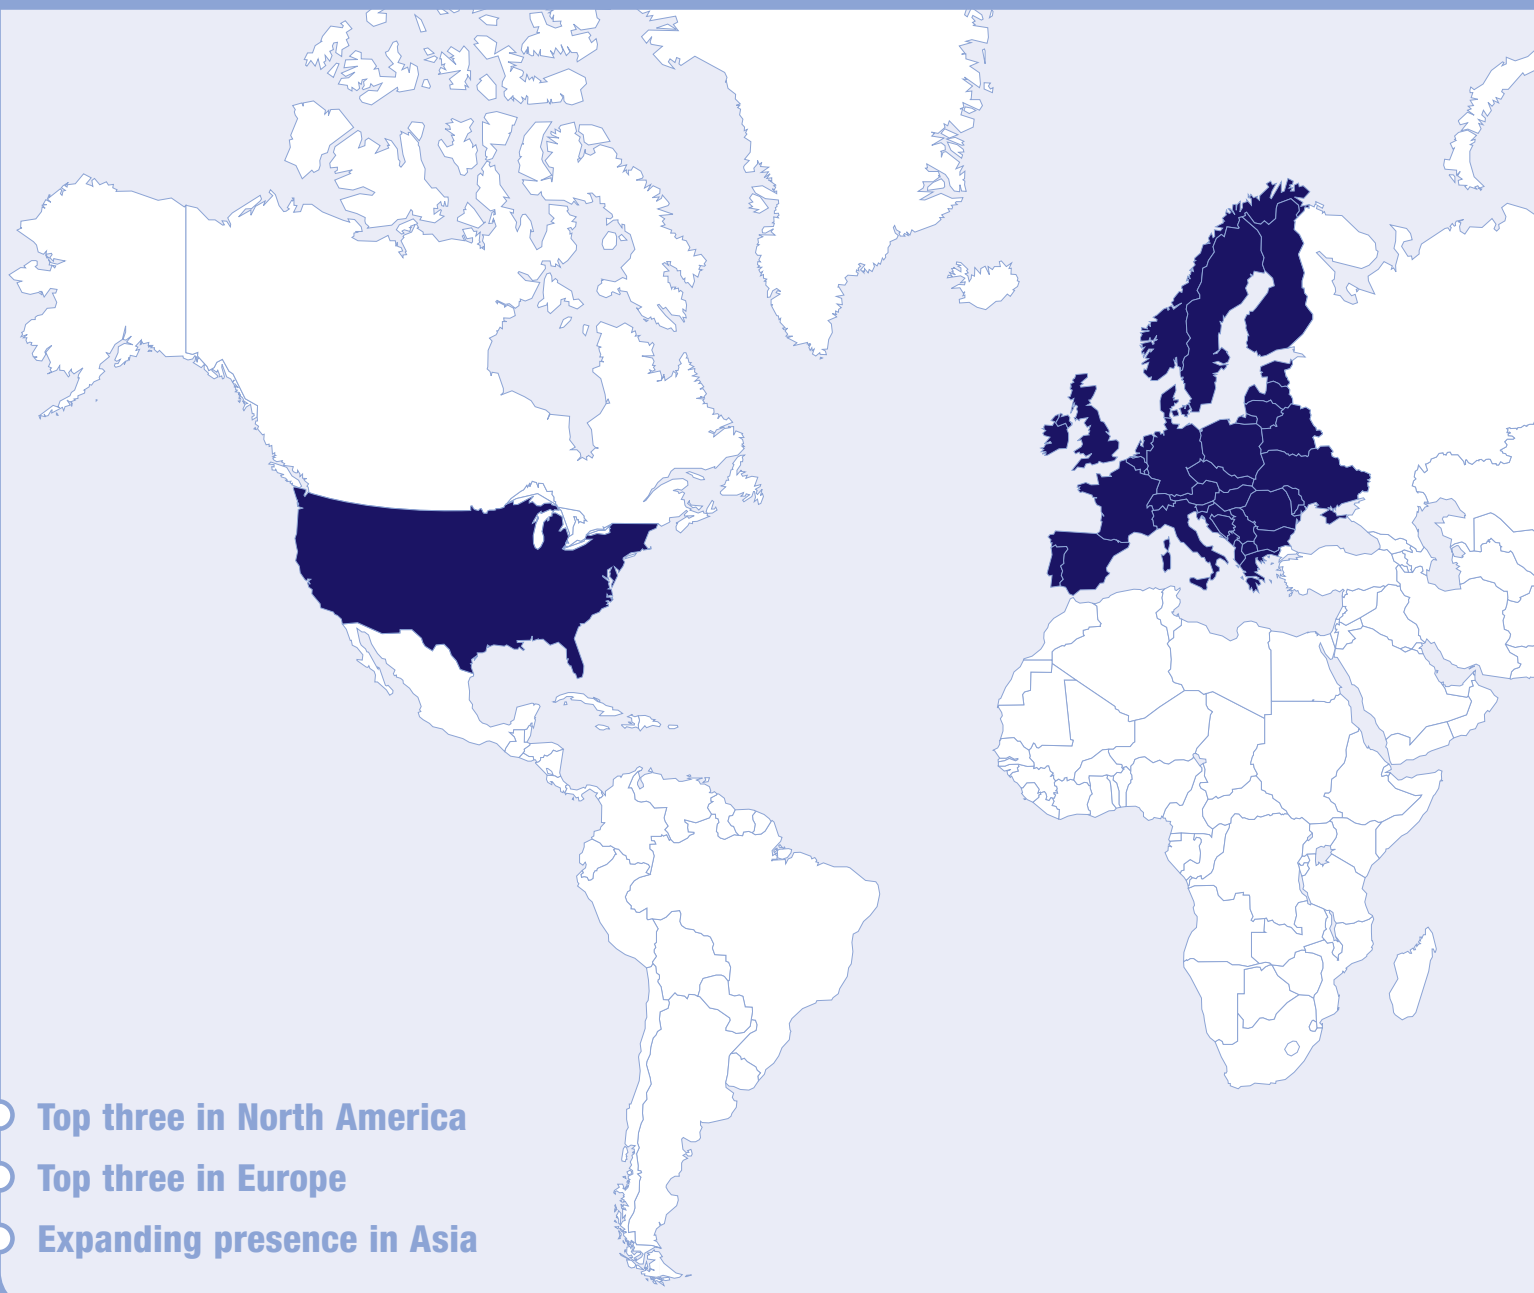 Top three in North America
Top three in Europe
Expanding presence in Asia